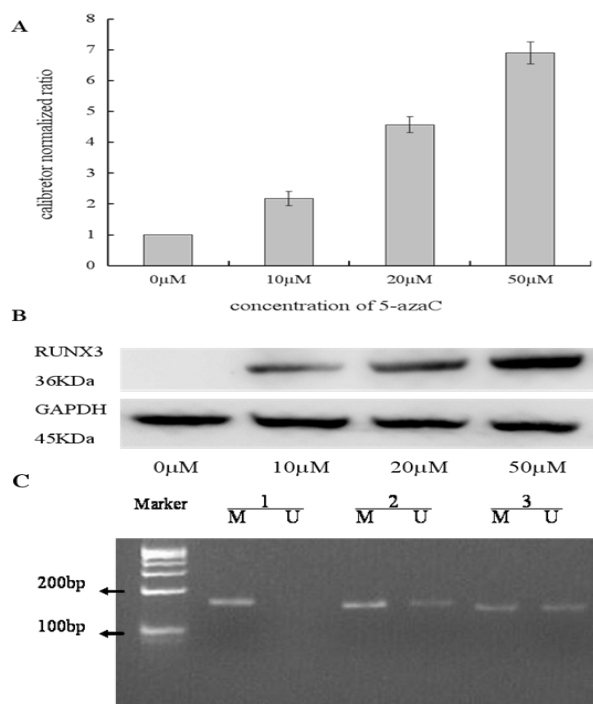 A
8
7
6
5
4
3
2
1
0
calibretor normalized ratio
0µM 10µM 20µM 50µM
concentration of 5-azaC
B
RUNX3
36KDa
GAPDH
45KDa
0µM 10µM 20µM 50µM
C
Marker 1 2 3
M U M U M U
200bp
100bp